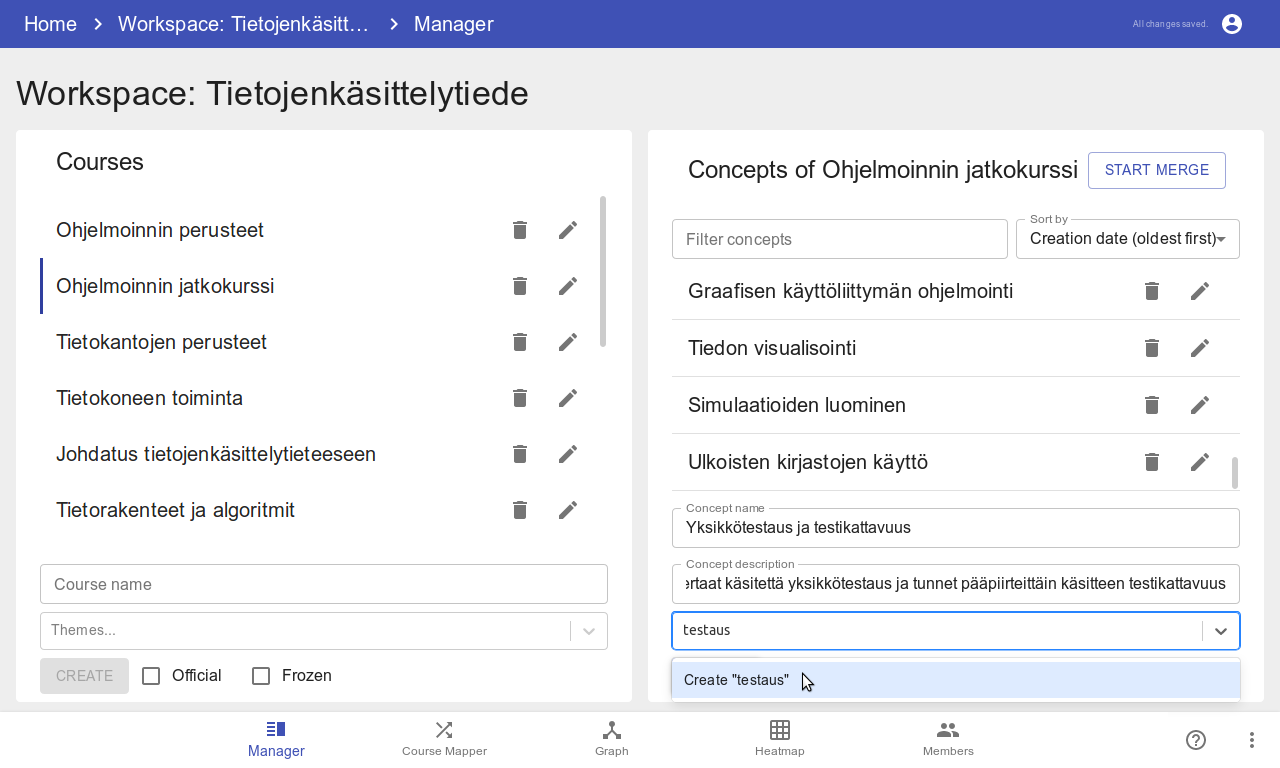 Home
Workspace: Tietojenkäsitt…
Manager
All changes saved.
Workspace: Tietojenkäsittelytiede
Courses
Ohjelmoinnin perusteet
Ohjelmoinnin jatkokurssi
Tietokantojen perusteet
Tietokoneen toiminta
Johdatus tietojenkäsittelytieteeseen
Tietorakenteet ja algoritmit
Course name
Themes...
CREATE
Official
Frozen
Concepts of Ohjelmoinnin jatkokurssi
START MERGE
Filter concepts
Sort by
Creation date (oldest first)
Graafisen käyttöliittymän ohjelmointi
Tiedon visualisointi
Simulaatioiden luominen
Ulkoisten kirjastojen käyttö
Concept name
Yksikkötestaus ja testikattavuus
Concept description
ertaat käsitettä yksikkötestaus ja tunnet pääpiirteittäin käsitteen testikattavuus
testaus
Create "testaus"
Manager
Course Mapper
Graph
Heatmap
Members